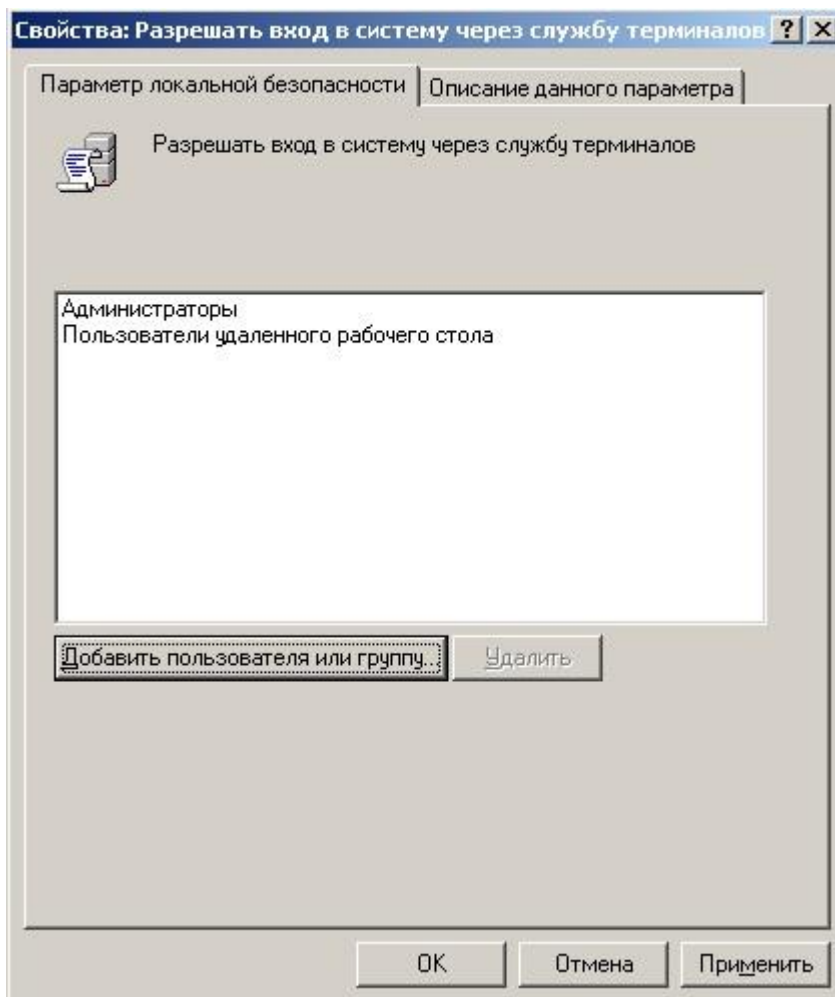 Свойства: Разрешать вход в систему через службу терминалов
Параметр локальной безопасности
Описание данного параметра
Разрешать вход в систему через службу терминалов
Администраторы
Пользователи удаленного рабочего стола
Добавить пользователя или группу...
Удалить
OK
Отмена
Применить